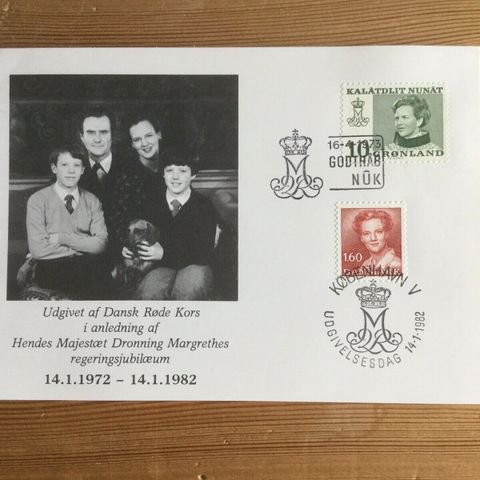 Udgivet af Dansk Røde Kors
i anledning af
Hendes Majestæt Dronning Margrethes
regeringsjubilæum
14.1.1972 – 14.1.1982
KALÂTDLIT NUNÂT
10
GRØNLAND
16-4-1973
GODTHÅB
NÛK
1.60
DANMARK
KØBENHAVN V
UDGIVELSESDAG 14-1-1982